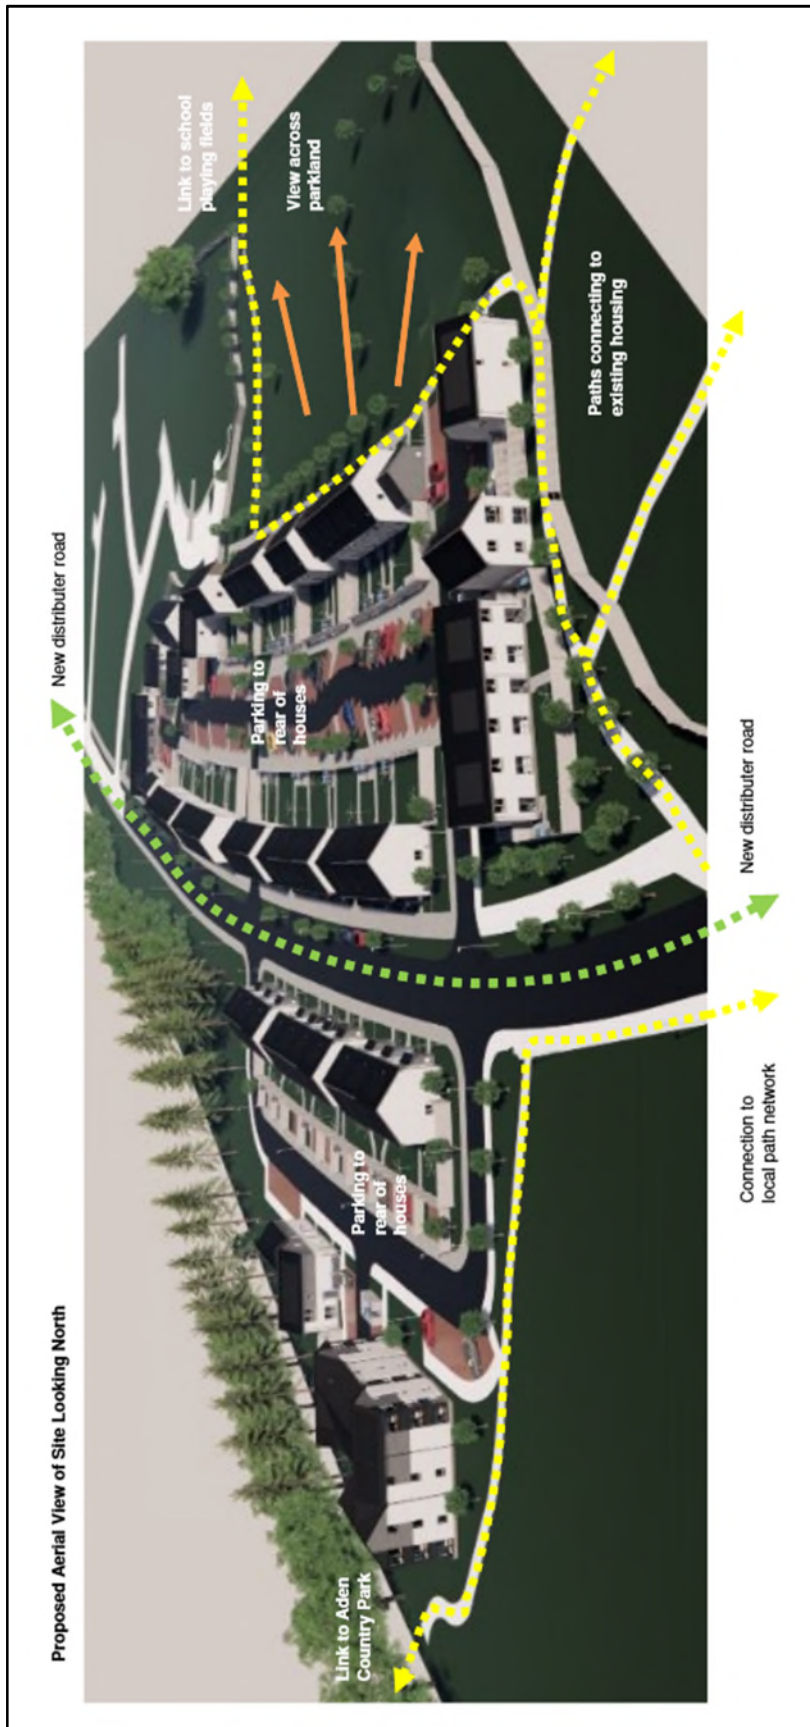 Proposed Aerial View of Site Looking North
Link to Aden
Country Park
Parking to
rear of
houses
Connection to
local path network
New distributer road
New distributer road
Parking to
rear of
houses
Paths connecting to
existing housing
View across
parkland
Link to school
playing fields